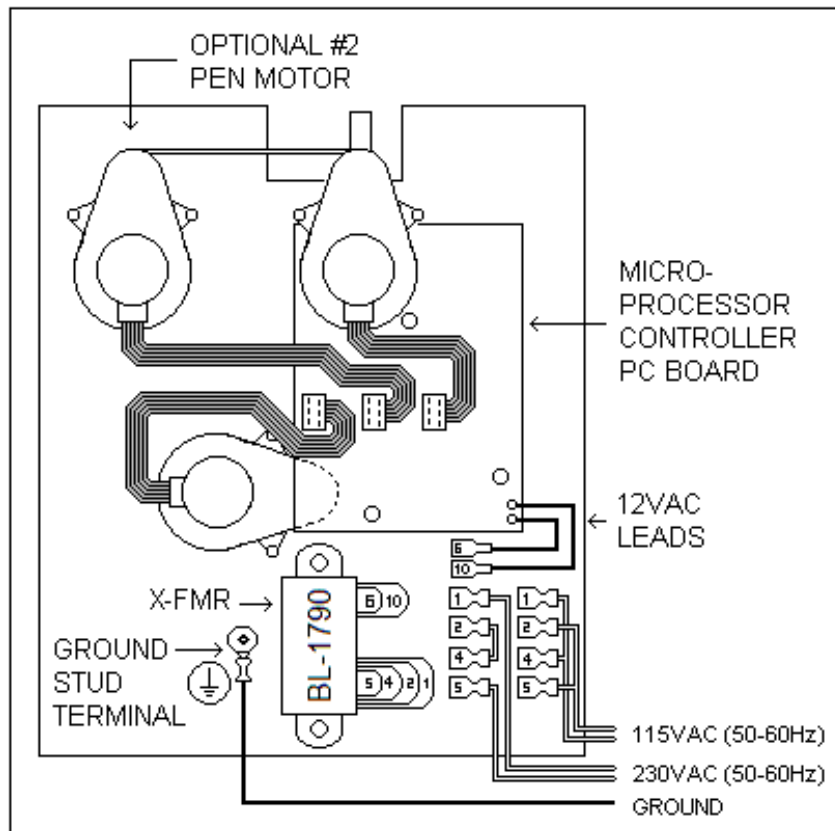 OPTIONAL #2
PEN MOTOR
MICRO-
PROCESSOR
CONTROLLER
PC BOARD
12VAC
LEADS
6
10
X-FMR
BL-1790
6 10
1 1
2 2
4 4
5 5
5 4 2 1
GROUND
STUD
TERMINAL
115VAC (50-60Hz)
230VAC (50-60Hz)
GROUND